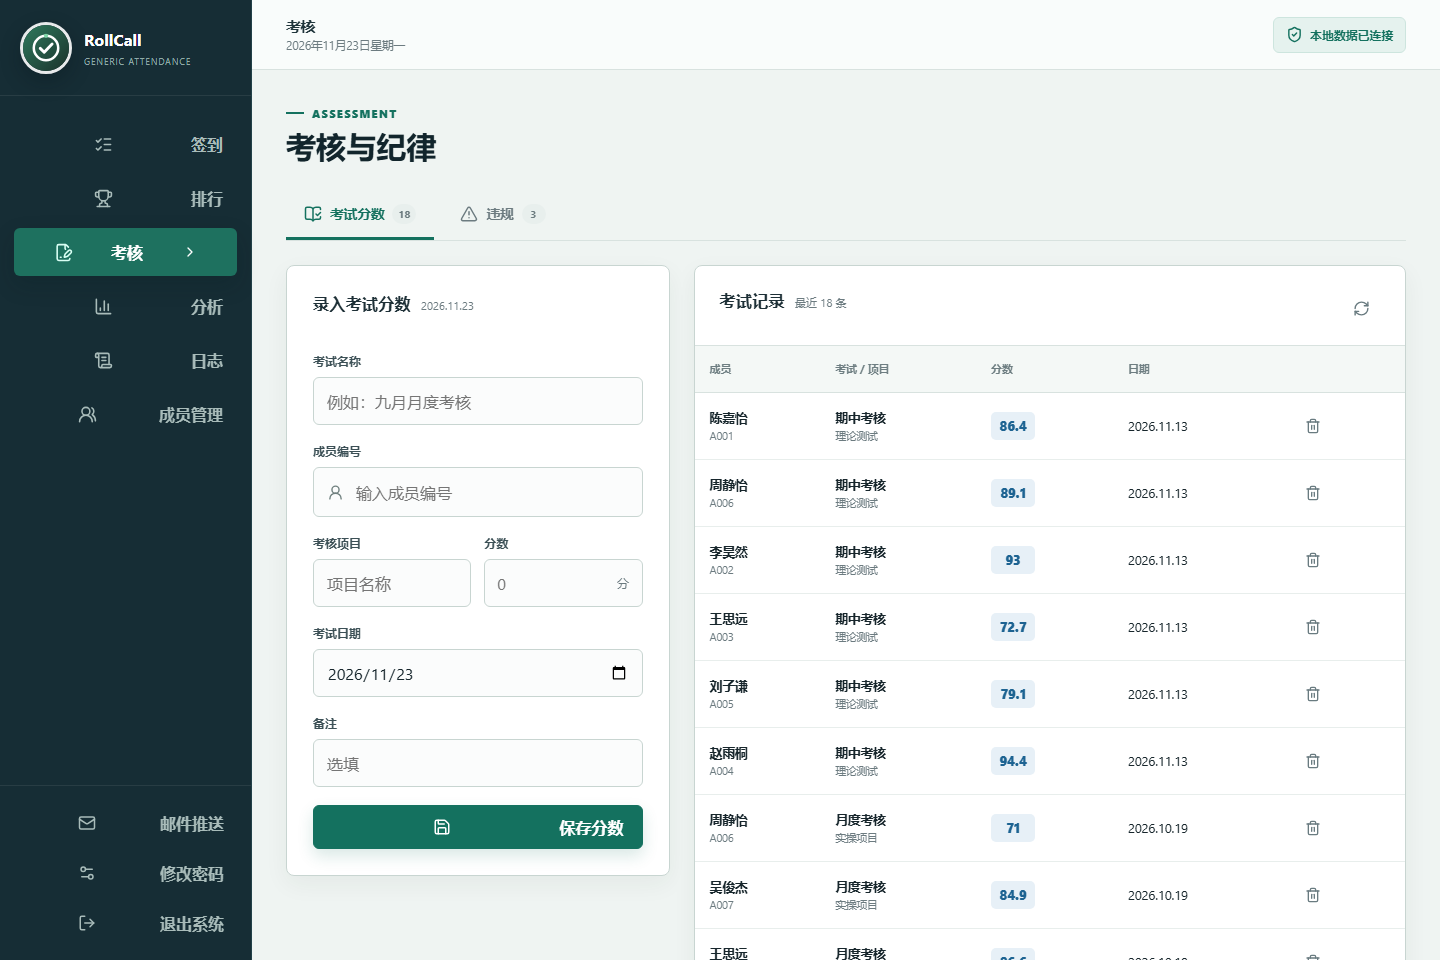 RollCall
GENERIC ATTENDANCE
签到
排行
考核
分析
日志
成员管理
邮件推送
修改密码
退出系统
考核
2026年11月23日星期一
本地数据已连接
ASSESSMENT
考核与纪律
考试分数 18
违规 3
录入考试分数 2026.11.23
考试名称
例如：九月月度考核
成员编号
输入成员编号
考核项目 分数
项目名称 0 分
考试日期
2026/11/23
备注
选填
保存分数
考试记录 最近 18 条
成员 考试 / 项目 分数 日期
陈嘉怡 期中考核 86.4 2026.11.13
A001 理论测试
周静怡 期中考核 89.1 2026.11.13
A006 理论测试
李昊然 期中考核 93 2026.11.13
A002 理论测试
王思远 期中考核 72.7 2026.11.13
A003 理论测试
刘子谦 期中考核 79.1 2026.11.13
A005 理论测试
赵雨桐 期中考核 94.4 2026.11.13
A004 理论测试
周静怡 月度考核 71 2026.10.19
A006 实操项目
吴俊杰 月度考核 84.9 2026.10.19
A007 实操项目
王思远 月度考核